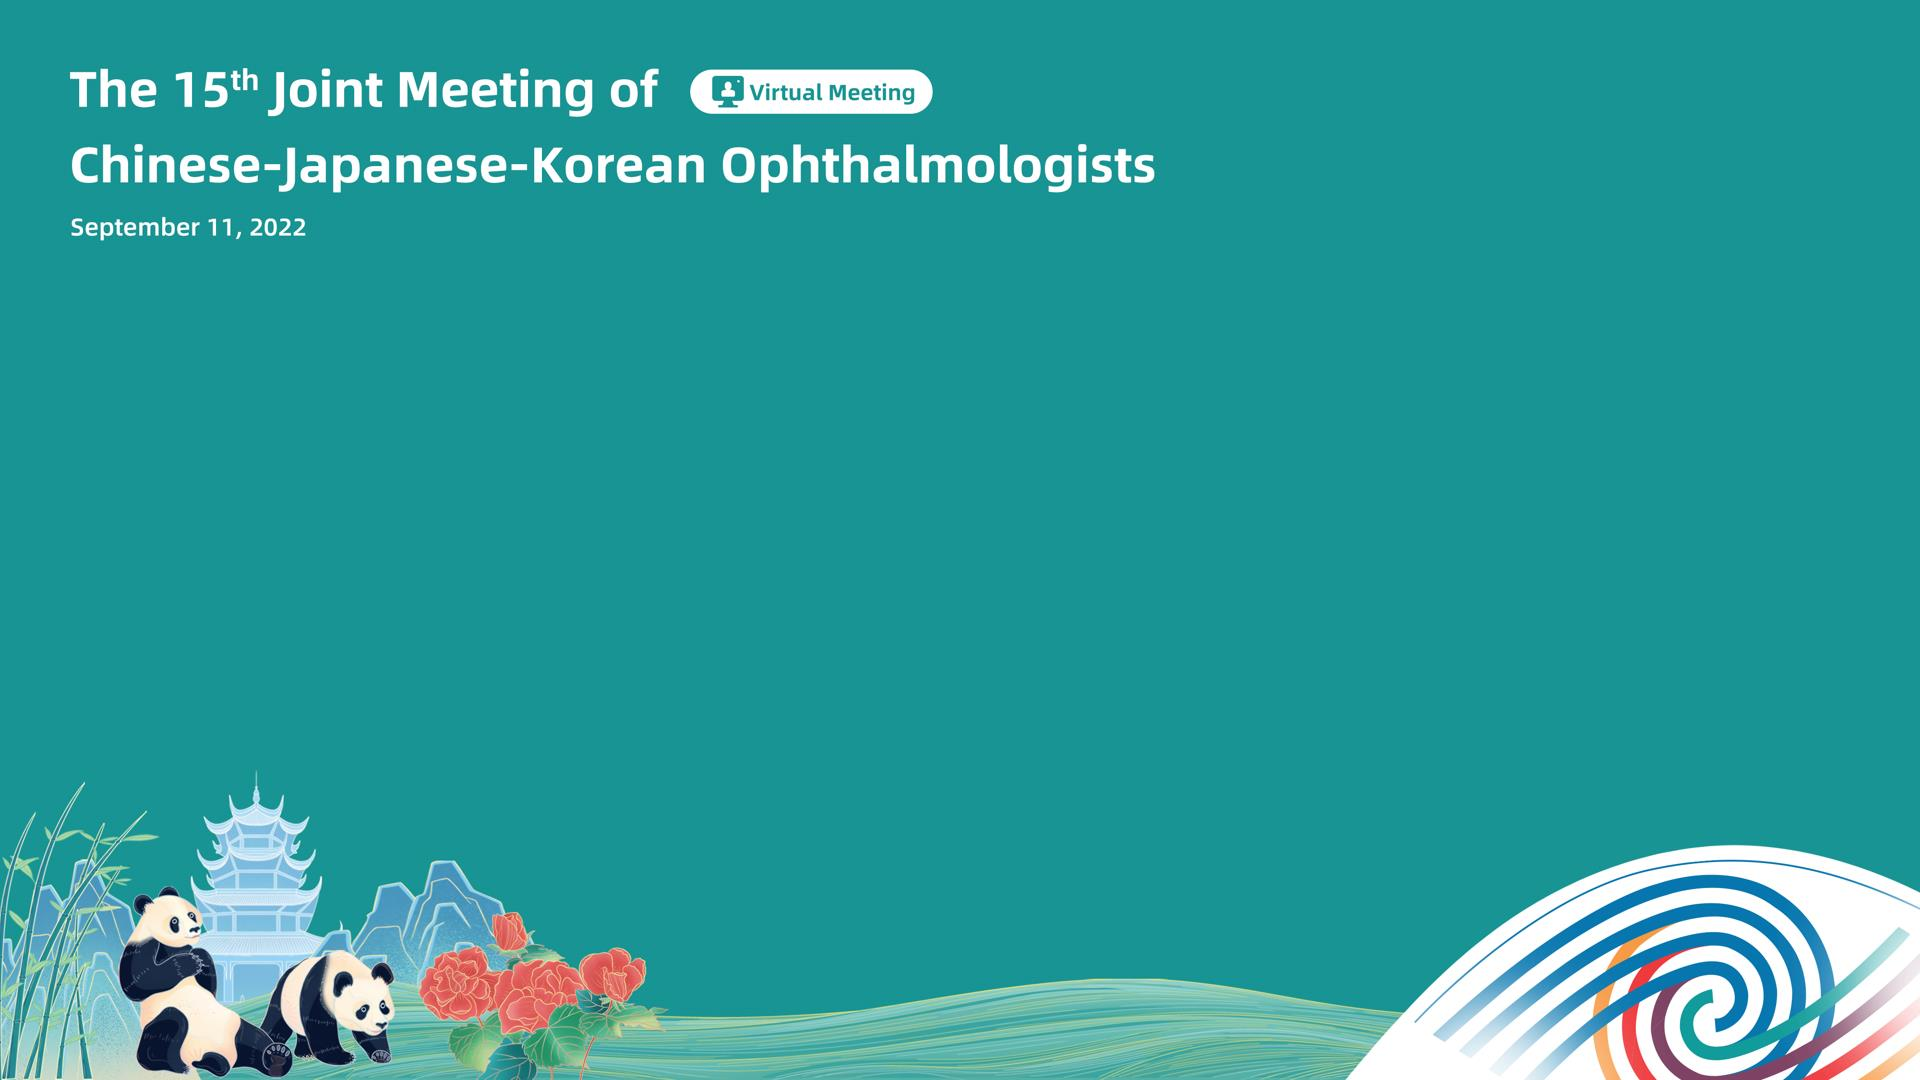 The 15th Joint Meeting of Virtual Meeting
Chinese-Japanese-Korean Ophthalmologists
September 11, 2022